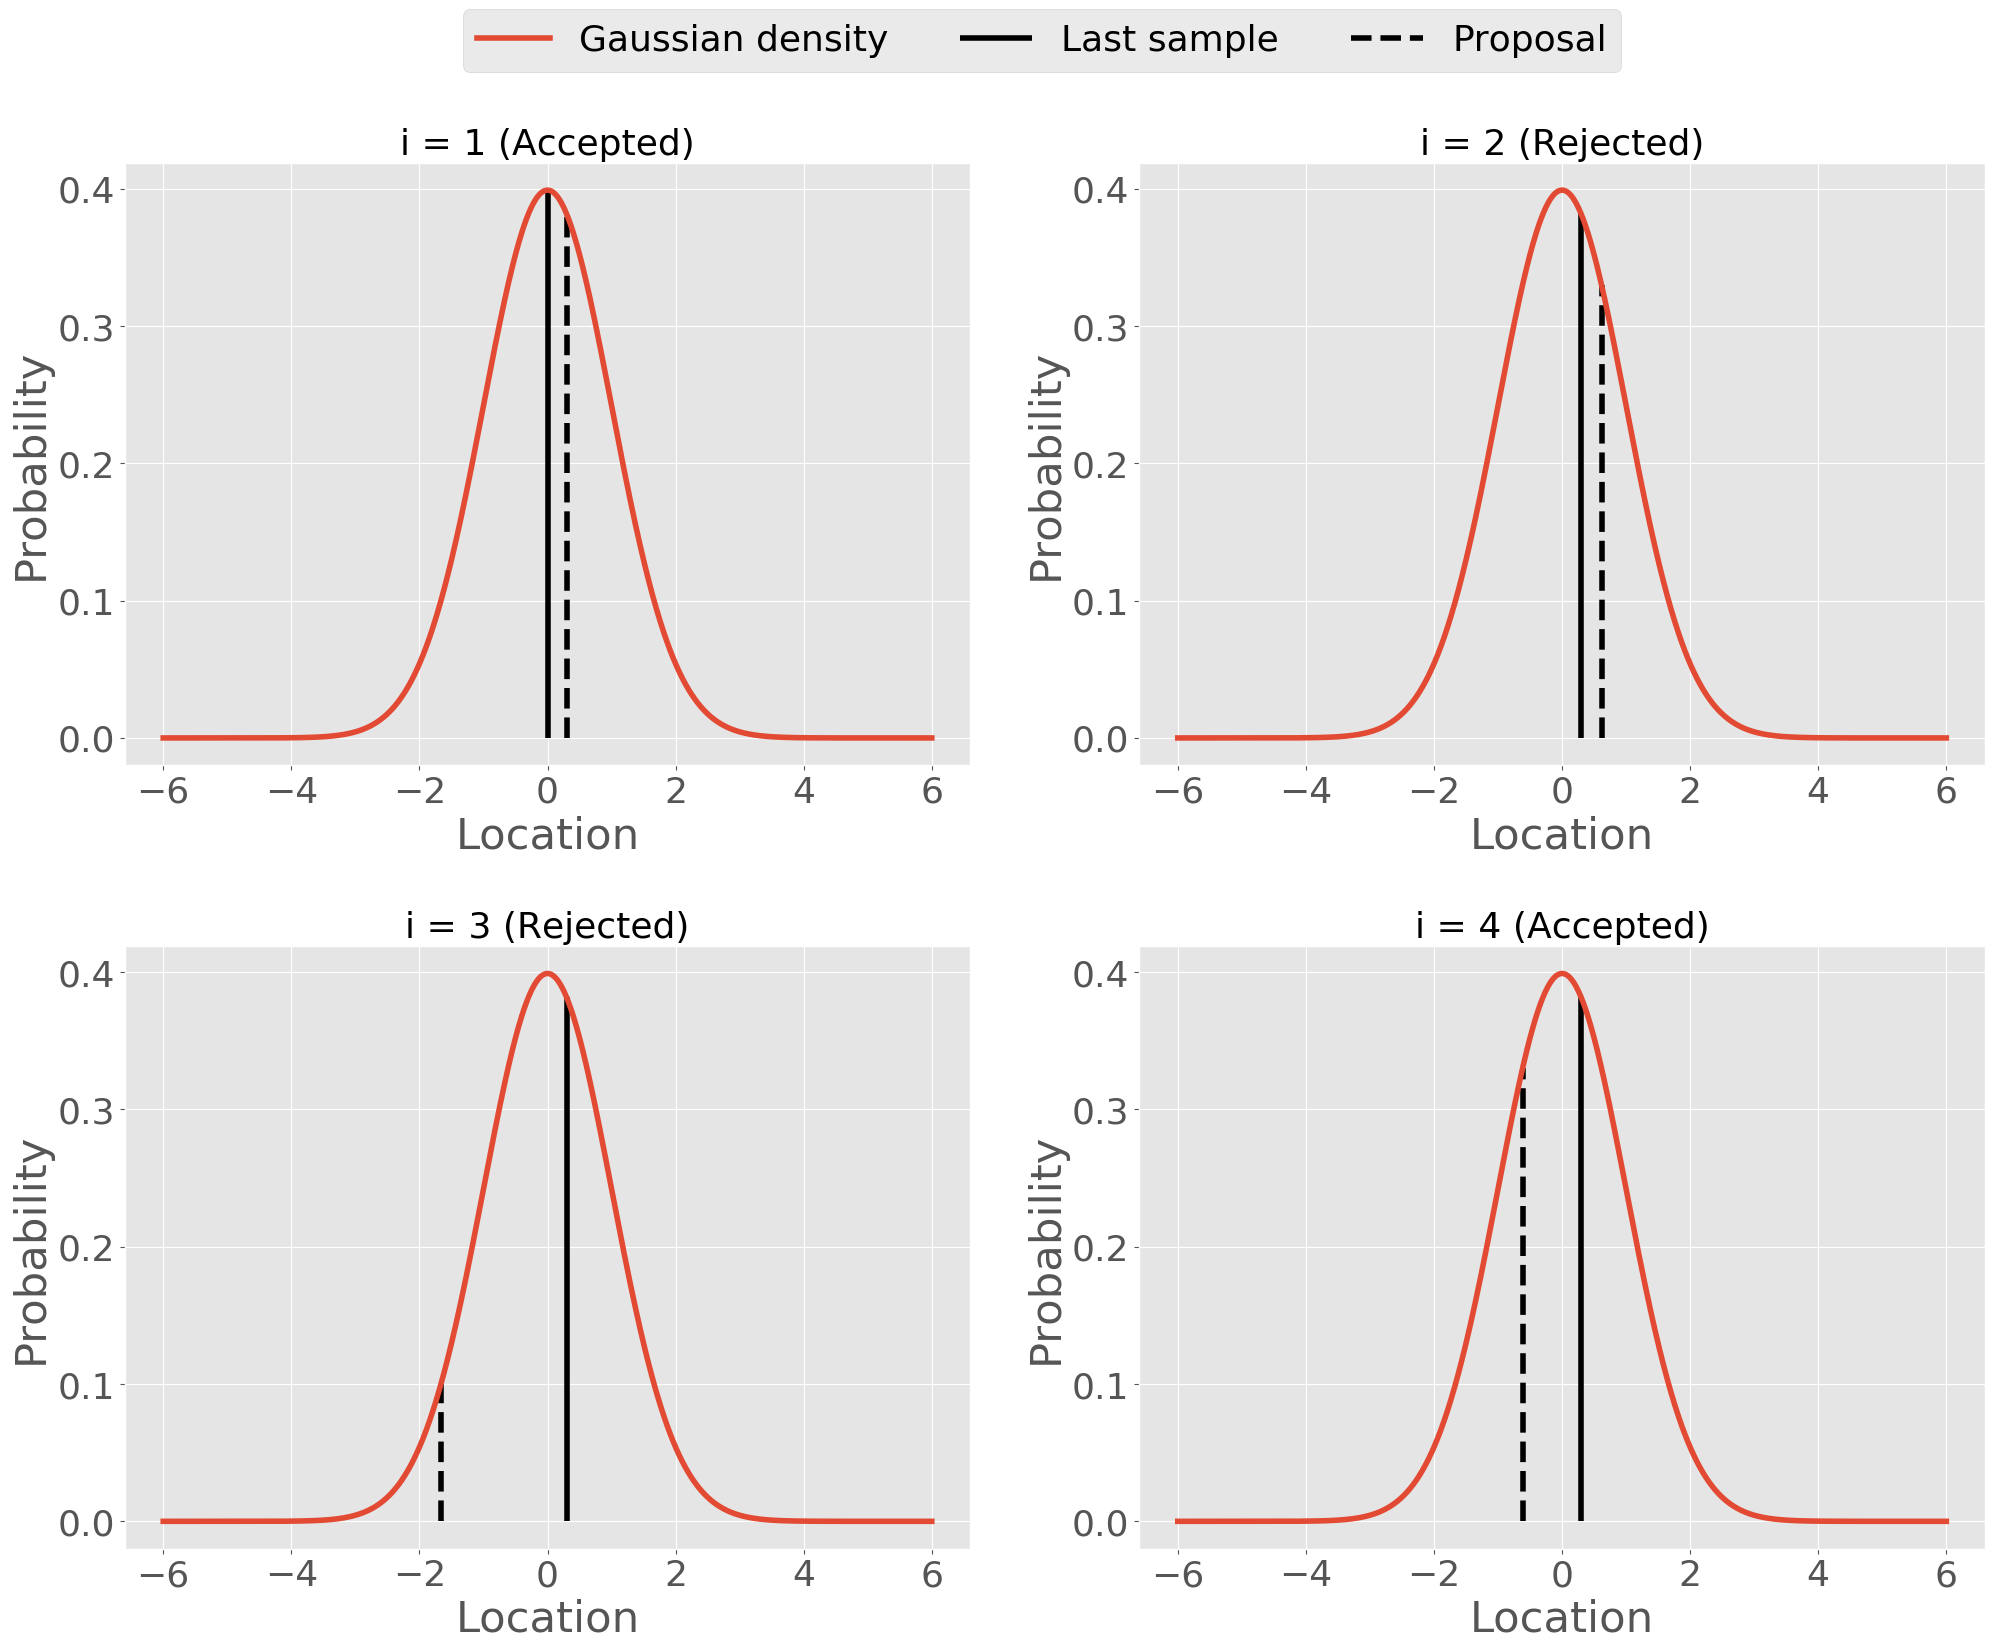 Gaussian density Last sample Proposal
i = 1 (Accepted)
0.4
0.3
0.2
0.1
0.0
Probability
−6 −4 −2 0 2 4 6
Location
i = 2 (Rejected)
0.4
0.3
0.2
0.1
0.0
Probability
−6 −4 −2 0 2 4 6
Location
i = 3 (Rejected)
0.4
0.3
0.2
0.1
0.0
Probability
−6 −4 −2 0 2 4 6
Location
i = 4 (Accepted)
0.4
0.3
0.2
0.1
0.0
Probability
−6 −4 −2 0 2 4 6
Location